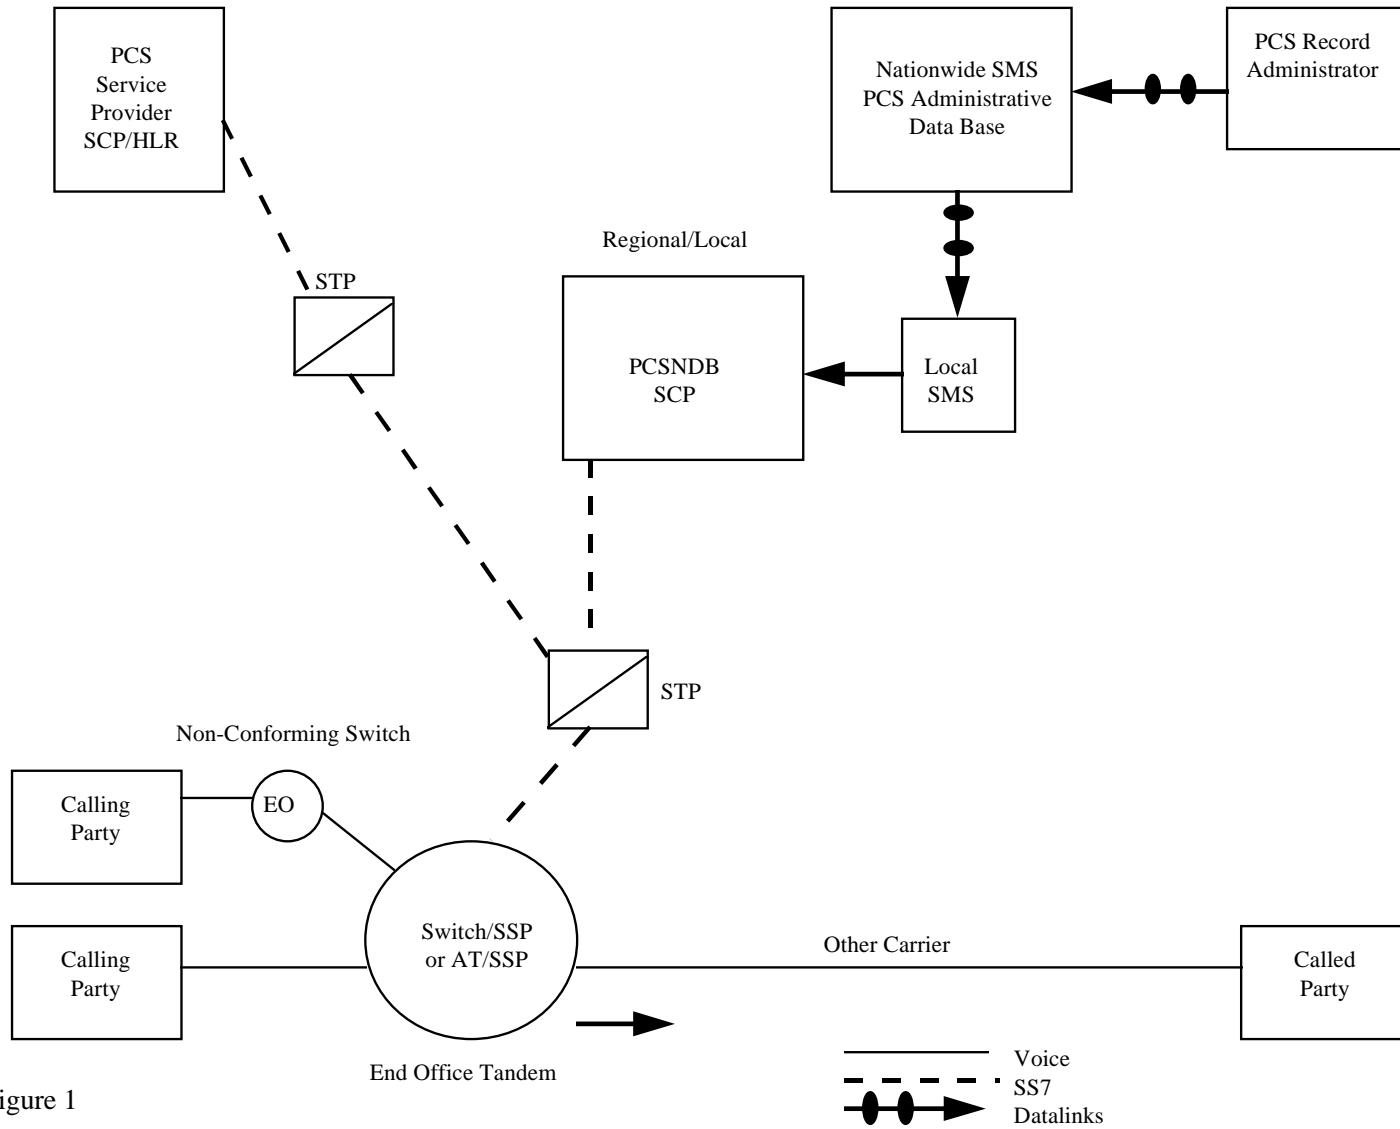 PCS
Service
Provider
SCP/HLR
Nationwide SMS
PCS Administrative
Data Base
PCS Record
Administrator
Regional/Local
STP
PCSNDB
SCP
Local
SMS
STP
Non-Conforming Switch
Calling
Party
EO
Calling
Party
Switch/SSP
or AT/SSP
Other Carrier
Called
Party
End Office Tandem
Voice
SS7
Datalinks
igure 1